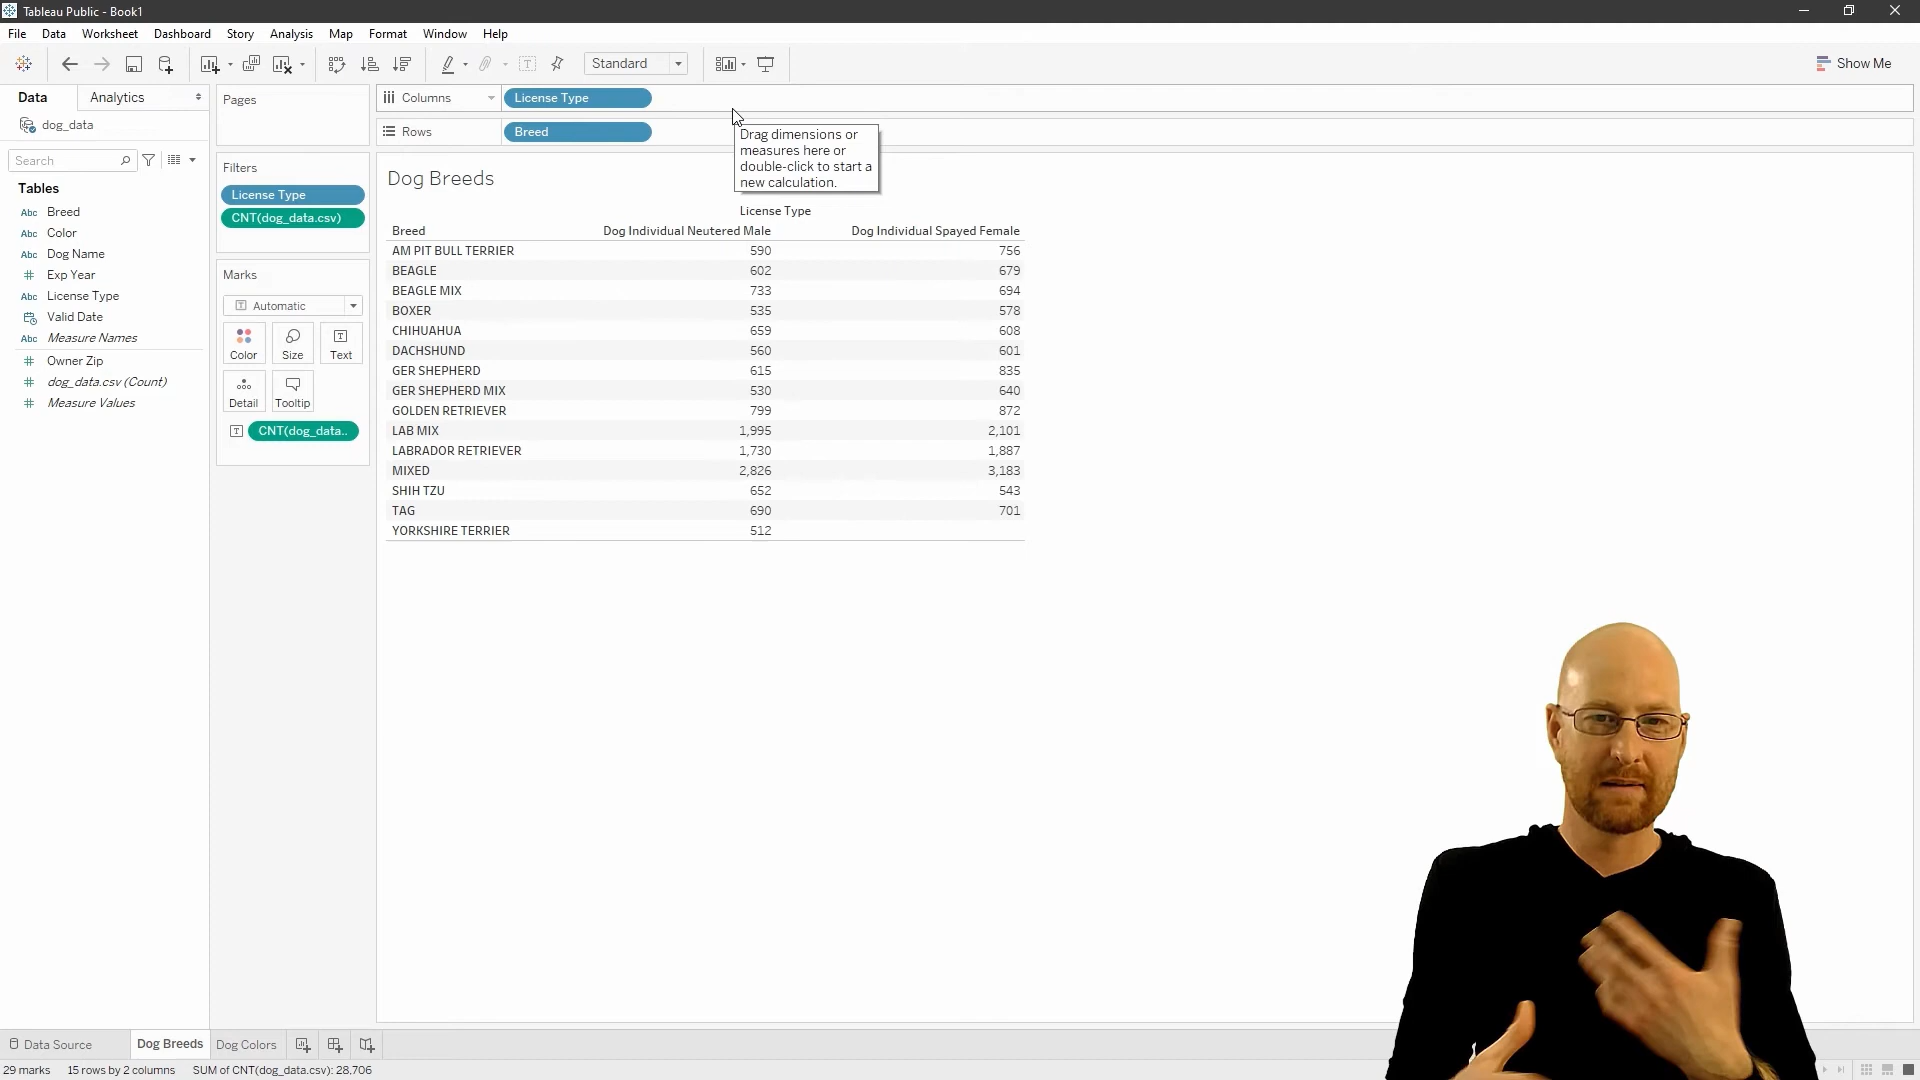 Tableau Public - Book1
File Data Worksheet Dashboard Story Analysis Map Format Window Help
Standard
Show Me
Data Analytics
dog_data
Search
Tables
Abc Breed
Abc Color
Abc Dog Name
# Exp Year
Abc License Type
Valid Date
Abc Measure Names
# Owner Zip
# dog_data.csv (Count)
# Measure Values
Pages
Filters
License Type
CNT(dog_data.csv)
Marks
Automatic
Color Size Text
Detail Tooltip
CNT(dog_data..
Columns License Type
Rows Breed
Drag dimensions or
measures here or
double-click to start a
new calculation.
Dog Breeds
License Type
Breed Dog Individual Neutered Male Dog Individual Spayed Female
AM PIT BULL TERRIER 590 756
BEAGLE 602 679
BEAGLE MIX 733 694
BOXER 535 578
CHIHUAHUA 659 608
DACHSHUND 560 601
GER SHEPHERD 615 835
GER SHEPHERD MIX 530 640
GOLDEN RETRIEVER 799 872
LAB MIX 1,995 2,101
LABRADOR RETRIEVER 1,730 1,887
MIXED 2,826 3,183
SHIH TZU 652 543
TAG 690 701
YORKSHIRE TERRIER 512
Data Source Dog Breeds Dog Colors
29 marks 15 rows by 2 columns SUM of CNT(dog_data.csv): 28,706